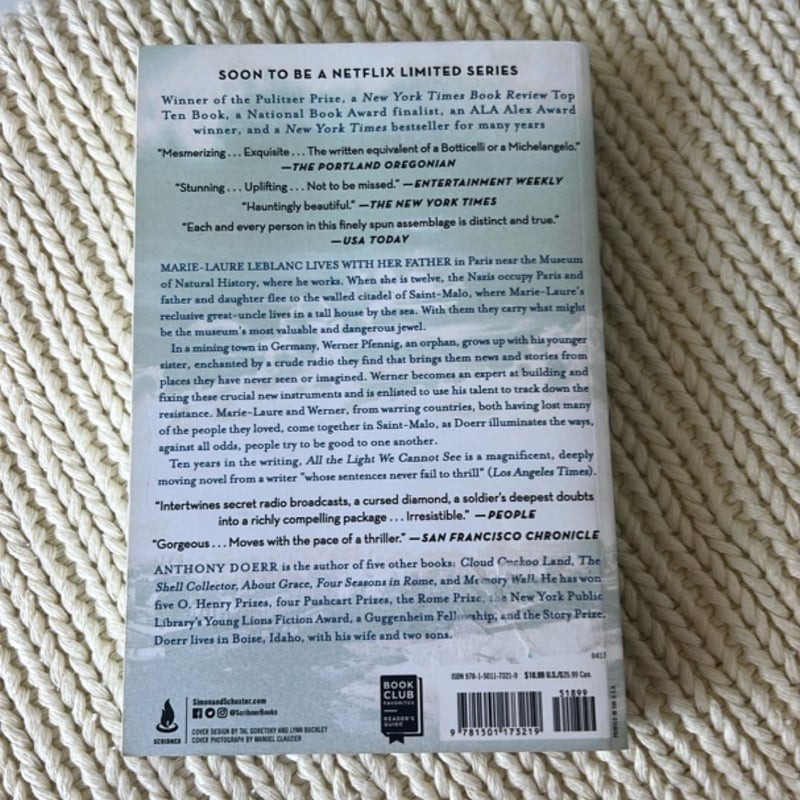 SOON TO BE A NETFLIX LIMITED SERIES
Winner of the Pulitzer Prize, a New York Times Book Review Top
Ten Book, a National Book Award finalist, an ALA Alex Award
winner, and a New York Times bestseller for many years
“Mesmerizing . . . Exquisite . . . The written equivalent of a Botticelli or a Michelangelo.”
—THE PORTLAND OREGONIAN
“Stunning . . . Uplifting . . . Not to be missed.” —ENTERTAINMENT WEEKLY
“Hauntingly beautiful.” —THE NEW YORK TIMES
“Each and every person in this finely spun assemblage is distinct and true.”
—USA TODAY
MARIE-LAURE LEBLANC LIVES WITH HER FATHER in Paris near the Museum
of Natural History, where he works. When she is twelve, the Nazis occupy Paris and
father and daughter flee to the walled citadel of Saint-Malo, where Marie-Laure’s
reclusive great-uncle lives in a tall house by the sea. With them they carry what might
be the museum’s most valuable and dangerous jewel.
In a mining town in Germany, Werner Pfennig, an orphan, grows up with his younger
sister, enchanted by a crude radio they find that brings them news and stories from
places they have never seen or imagined. Werner becomes an expert at building and
fixing these crucial new instruments and is enlisted to use his talent to track down the
resistance. Marie-Laure and Werner, from warring countries, both having lost many
of the people they loved, come together in Saint-Malo, as Doerr illuminates the ways,
against all odds, people try to be good to one another.
Ten years in the writing, All the Light We Cannot See is a magnificent, deeply
moving novel from a writer “whose sentences never fail to thrill” (Los Angeles Times).
“Intertwines secret radio broadcasts, a cursed diamond, a soldier’s deepest doubts
into a richly compelling package . . . Irresistible.” —PEOPLE
“Gorgeous . . . Moves with the pace of a thriller.” —SAN FRANCISCO CHRONICLE
ANTHONY DOERR is the author of five other books: Cloud Cuckoo Land, The
Shell Collector, About Grace, Four Seasons in Rome, and Memory Wall. He has won
five O. Henry Prizes, four Pushcart Prizes, the Rome Prize, the New York Public
Library’s Young Lions Fiction Award, a Guggenheim Fellowship, and the Story Prize.
Doerr lives in Boise, Idaho, with his wife and two sons.
0417
SCRIBNER
SimonandSchuster.com
@ScribnerBooks
COVER DESIGN BY TAL GORETSKY AND LYNN BUCKLEY
COVER PHOTOGRAPH BY MANUEL CLAUZIER
BOOK
CLUB
FAVORITES
READER'S
GUIDE
ISBN 978-1-5011-7321-9 $18.99 U.S./$25.99 Can.
51899
9 781501 173219
PRINTED IN THE U.S.A.